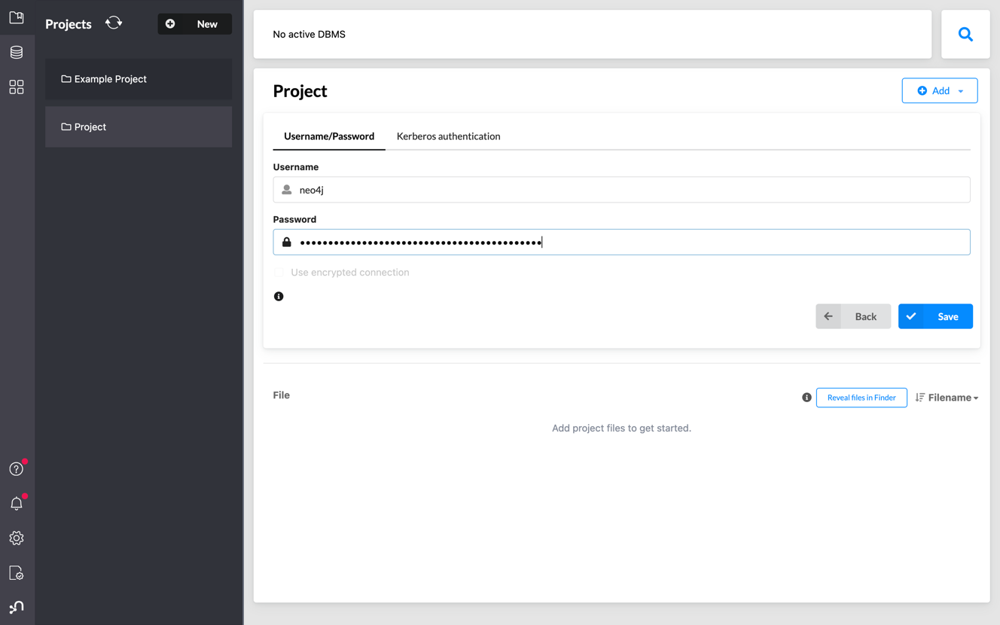 Projects
New
Example Project
Project
No active DBMS
Project
Add
Username/Password
Kerberos authentication
Username
neo4j
Password
•••••••••••••••••••••••••••••••••••••••••••
Use encrypted connection
Back
Save
File
Reveal files in Finder
Filename
Add project files to get started.